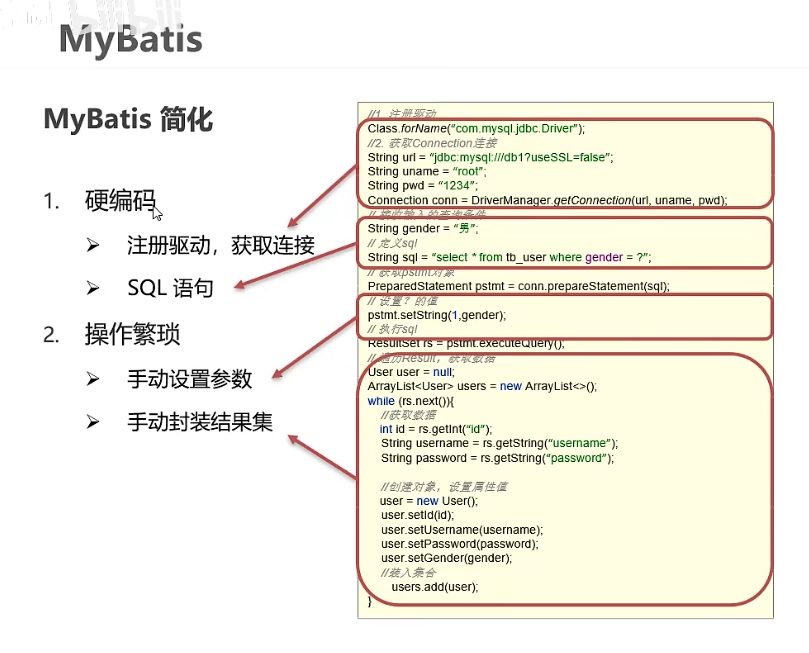 MyBatis
MyBatis 简化
1. 硬编码
➢ 注册驱动，获取连接
➢ SQL 语句
2. 操作繁琐
➢ 手动设置参数
➢ 手动封装结果集
//1. 注册驱动
Class.forName("com.mysql.jdbc.Driver");
//2. 获取Connection连接
String url = "jdbc:mysql:///db1?useSSL=false";
String uname = "root";
String pwd = "1234";
Connection conn = DriverManager.getConnection(url, uname, pwd);
// 接收输入的查询条件
String gender = "男";
// 定义sql
String sql = "select * from tb_user where gender = ?";
// 获取pstmt对象
PreparedStatement pstmt = conn.prepareStatement(sql);
// 设置？的值
pstmt.setString(1,gender);
// 执行sql
ResultSet rs = pstmt.executeQuery();
// 遍历Result，获取数据
User user = null;
ArrayList<User> users = new ArrayList<>();
while (rs.next()){
//获取数据
int id = rs.getInt("id");
String username = rs.getString("username");
String password = rs.getString("password");
//创建对象，设置属性值
user = new User();
user.setId(id);
user.setUsername(username);
user.setPassword(password);
user.setGender(gender);
//装入集合
users.add(user);
}